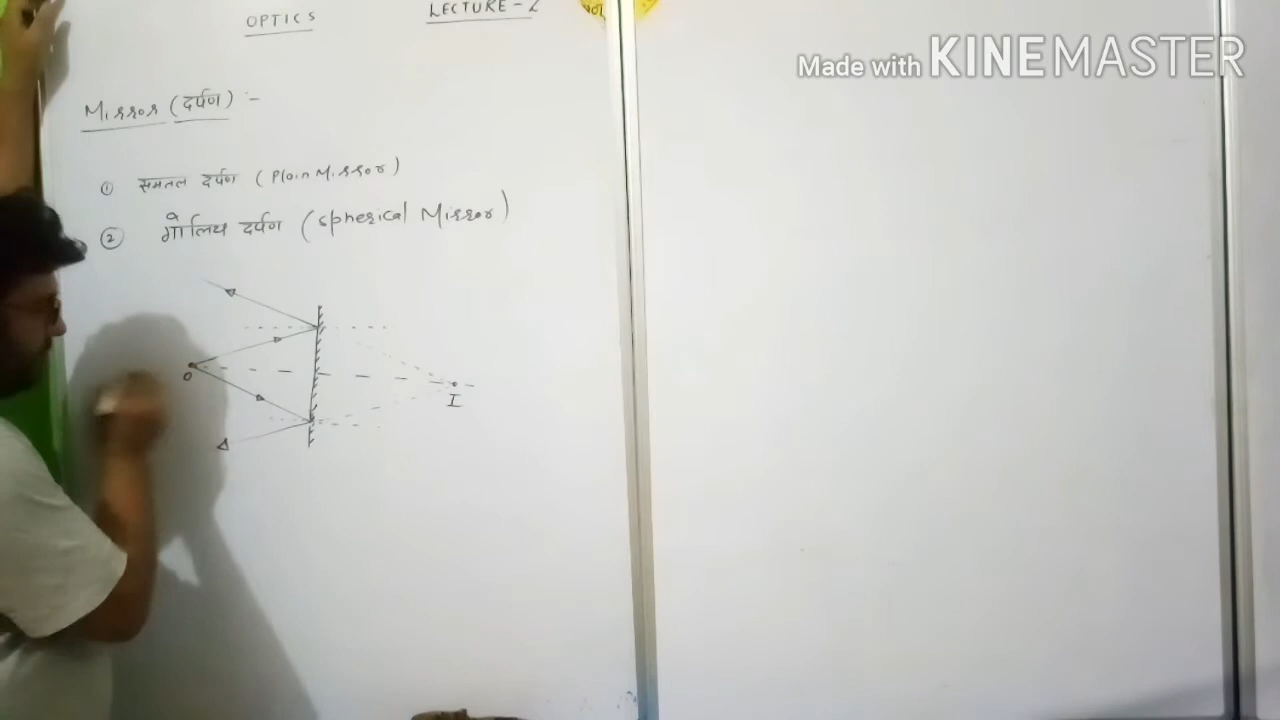 OPTICS LECTURE - 2
Made with KINEMASTER
Mirror (दर्पण) :-
① समतल दर्पण (Plain Mirror)
② गोलिय दर्पण (Spherical Mirror)
O
I